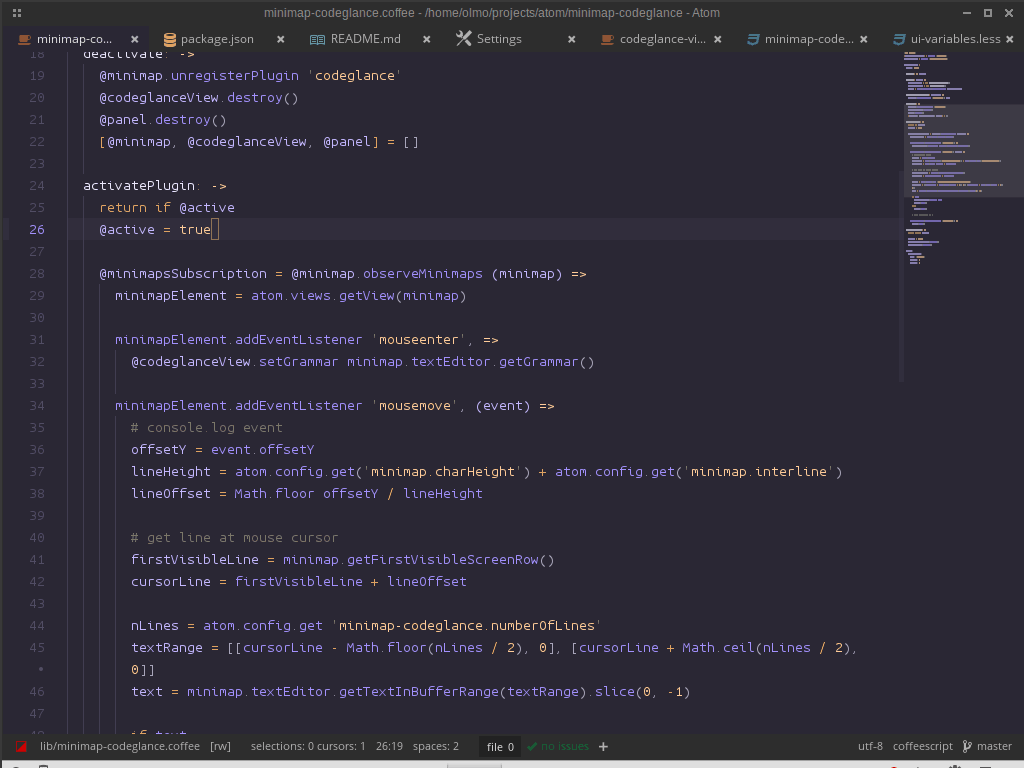 minimap-codeglance.coffee - /home/olmo/projects/atom/minimap-codeglance - Atom
minimap-co... package.json README.md Settings codeglance-vi... minimap-code... ui-variables.less
18 deactivate: ->
19 @minimap.unregisterPlugin 'codeglance'
20 @codeglanceView.destroy()
21 @panel.destroy()
22 [@minimap, @codeglanceView, @panel] = []
23
24 activatePlugin: ->
25 return if @active
26 @active = true
27
28 @minimapsSubscription = @minimap.observeMinimaps (minimap) =>
29 minimapElement = atom.views.getView(minimap)
30
31 minimapElement.addEventListener 'mouseenter', =>
32 @codeglanceView.setGrammar minimap.textEditor.getGrammar()
33
34 minimapElement.addEventListener 'mousemove', (event) =>
35 # console.log event
36 offsetY = event.offsetY
37 lineHeight = atom.config.get('minimap.charHeight') + atom.config.get('minimap.interline')
38 lineOffset = Math.floor offsetY / lineHeight
39
40 # get line at mouse cursor
41 firstVisibleLine = minimap.getFirstVisibleScreenRow()
42 cursorLine = firstVisibleLine + lineOffset
43
44 nLines = atom.config.get 'minimap-codeglance.numberOfLines'
45 textRange = [[cursorLine - Math.floor(nLines / 2), 0], [cursorLine + Math.ceil(nLines / 2),
• 0]]
46 text = minimap.textEditor.getTextInBufferRange(textRange).slice(0, -1)
47
48 if text
lib/minimap-codeglance.coffee [rw] selections: 0 cursors: 1 26:19 spaces: 2 file 0 no issues + utf-8 coffeescript master